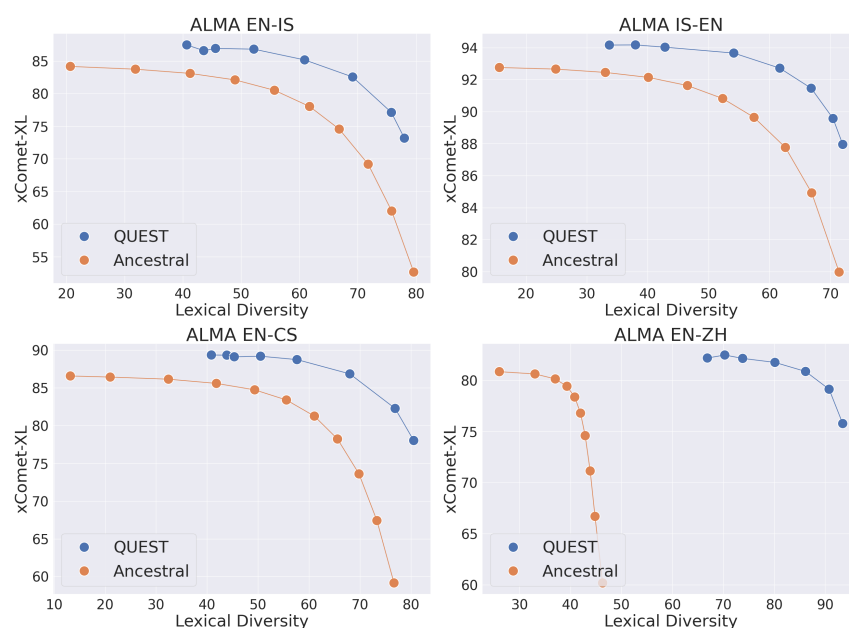 ALMA EN-IS
xComet-XL
85
80
75
70
65
60
55
QUEST
Ancestral
20 30 40 50 60 70 80
Lexical Diversity
ALMA IS-EN
xComet-XL
94
92
90
88
86
84
82
80
QUEST
Ancestral
20 30 40 50 60 70
Lexical Diversity
ALMA EN-CS
xComet-XL
90
85
80
75
70
65
60
QUEST
Ancestral
10 20 30 40 50 60 70 80
Lexical Diversity
ALMA EN-ZH
xComet-XL
80
75
70
65
60
QUEST
Ancestral
30 40 50 60 70 80 90
Lexical Diversity